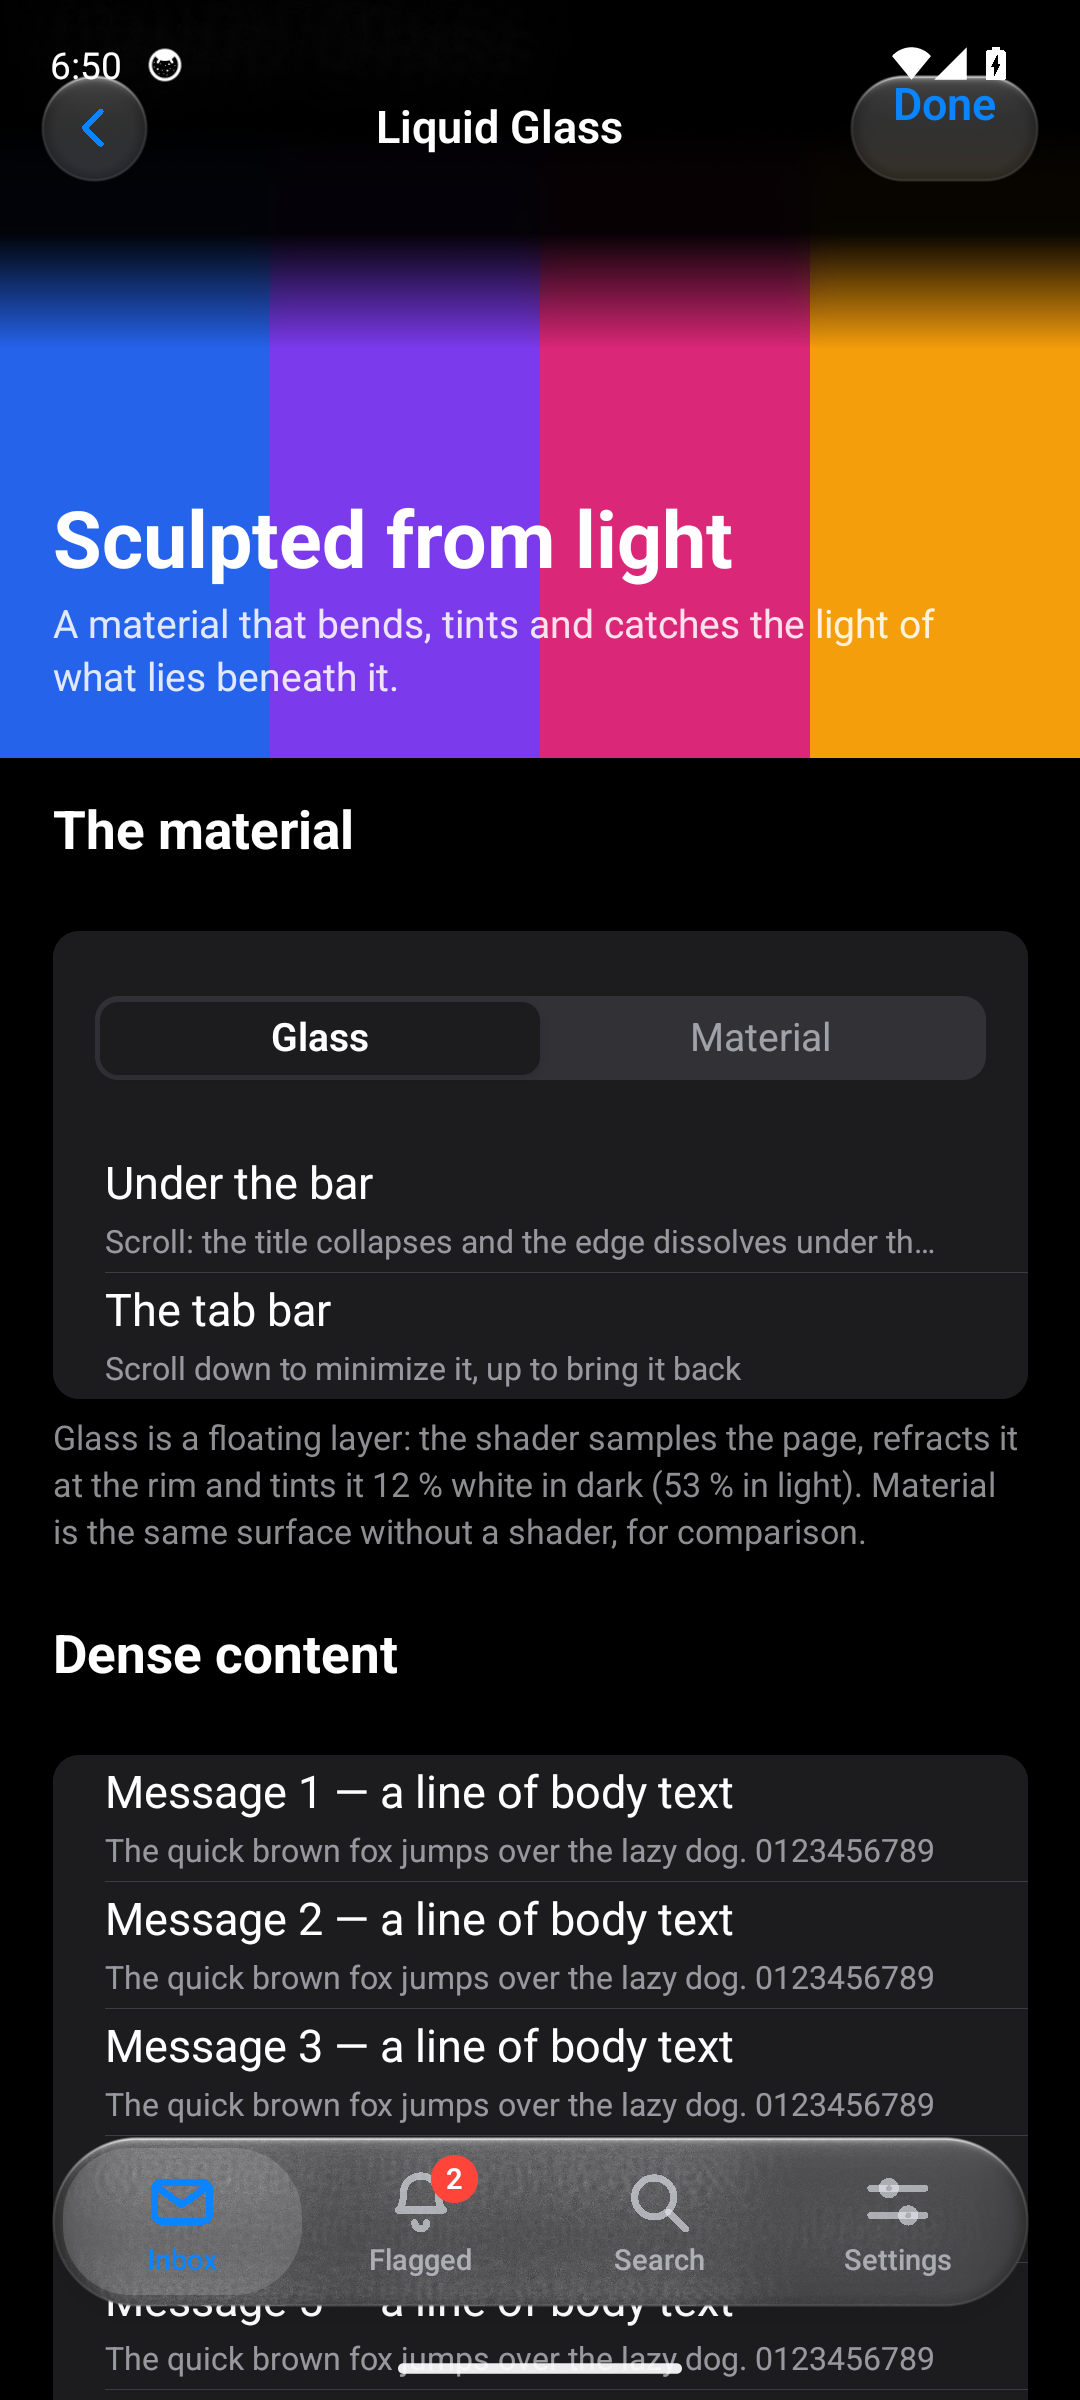 6:50
Liquid Glass
Done
Sculpted from light
A material that bends, tints and catches the light of
what lies beneath it.
The material
Glass
Material
Under the bar
Scroll: the title collapses and the edge dissolves under th…
The tab bar
Scroll down to minimize it, up to bring it back
Glass is a floating layer: the shader samples the page, refracts it
at the rim and tints it 12 % white in dark (53 % in light). Material
is the same surface without a shader, for comparison.
Dense content
Message 1 — a line of body text
The quick brown fox jumps over the lazy dog. 0123456789
Message 2 — a line of body text
The quick brown fox jumps over the lazy dog. 0123456789
Message 3 — a line of body text
The quick brown fox jumps over the lazy dog. 0123456789
2
Inbox
Flagged
Search
Settings
Message 5 — a line of body text
The quick brown fox jumps over the lazy dog. 0123456789